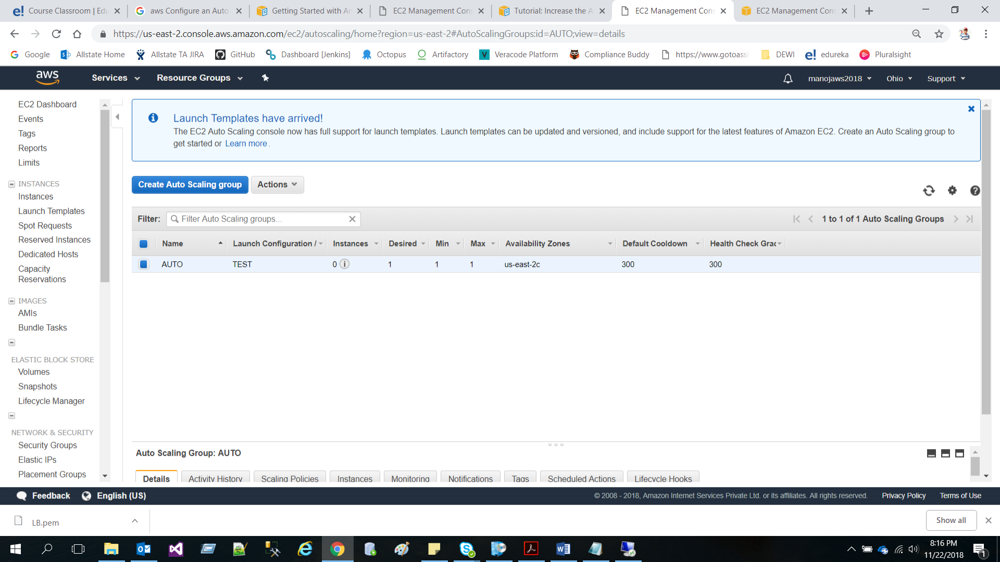 Course Classroom | Edu
aws Configure an Auto
Getting Started with Am
EC2 Management Cons
Tutorial: Increase the A
EC2 Management Cons
EC2 Management Cons
https://us-east-2.console.aws.amazon.com/ec2/autoscaling/home?region=us-east-2#AutoScalingGroups:id=AUTO;view=details
Google Allstate Home Allstate TA JIRA GitHub Dashboard [Jenkins] Octopus Artifactory Veracode Platform Compliance Buddy https://www.gotoassi DEWI edureka Pluralsight
aws Services Resource Groups manojaws2018 Ohio Support
EC2 Dashboard
Events
Tags
Reports
Limits
INSTANCES
Instances
Launch Templates
Spot Requests
Reserved Instances
Dedicated Hosts
Capacity
Reservations
IMAGES
AMIs
Bundle Tasks
ELASTIC BLOCK STORE
Volumes
Snapshots
Lifecycle Manager
NETWORK & SECURITY
Security Groups
Elastic IPs
Placement Groups
Launch Templates have arrived!
The EC2 Auto Scaling console now has full support for launch templates. Launch templates can be updated and versioned, and include support for the latest features of Amazon EC2. Create an Auto Scaling group to
get started or Learn more.
Create Auto Scaling group Actions
Filter: Filter Auto Scaling groups... 1 to 1 of 1 Auto Scaling Groups
Name Launch Configuration / Instances Desired Min Max Availability Zones Default Cooldown Health Check Grac
AUTO TEST 0 1 1 1 us-east-2c 300 300
Auto Scaling Group: AUTO
Details Activity History Scaling Policies Instances Monitoring Notifications Tags Scheduled Actions Lifecycle Hooks
Feedback English (US) © 2008 - 2018, Amazon Internet Services Private Ltd. or its affiliates. All rights reserved. Privacy Policy Terms of Use
LB.pem Show all
8:16 PM
11/22/2018
1